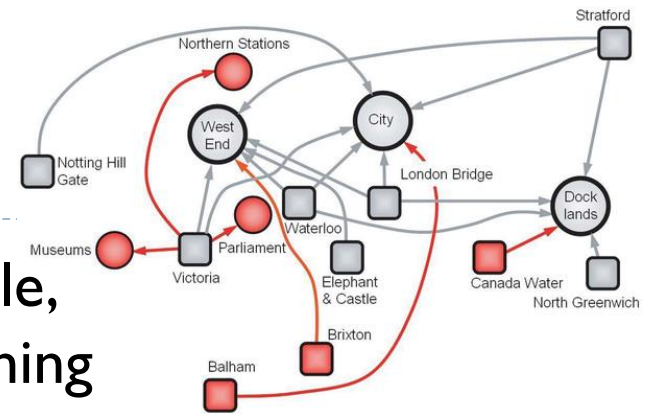 Stratford
Northern Stations
West
End
City
Notting Hill
Gate
London Bridge
Dock
lands
Waterloo
Museums
Parliament
Victoria
Elephant
& Castle
Canada Water
North Greenwich
le,
Brixton
ning
Balham